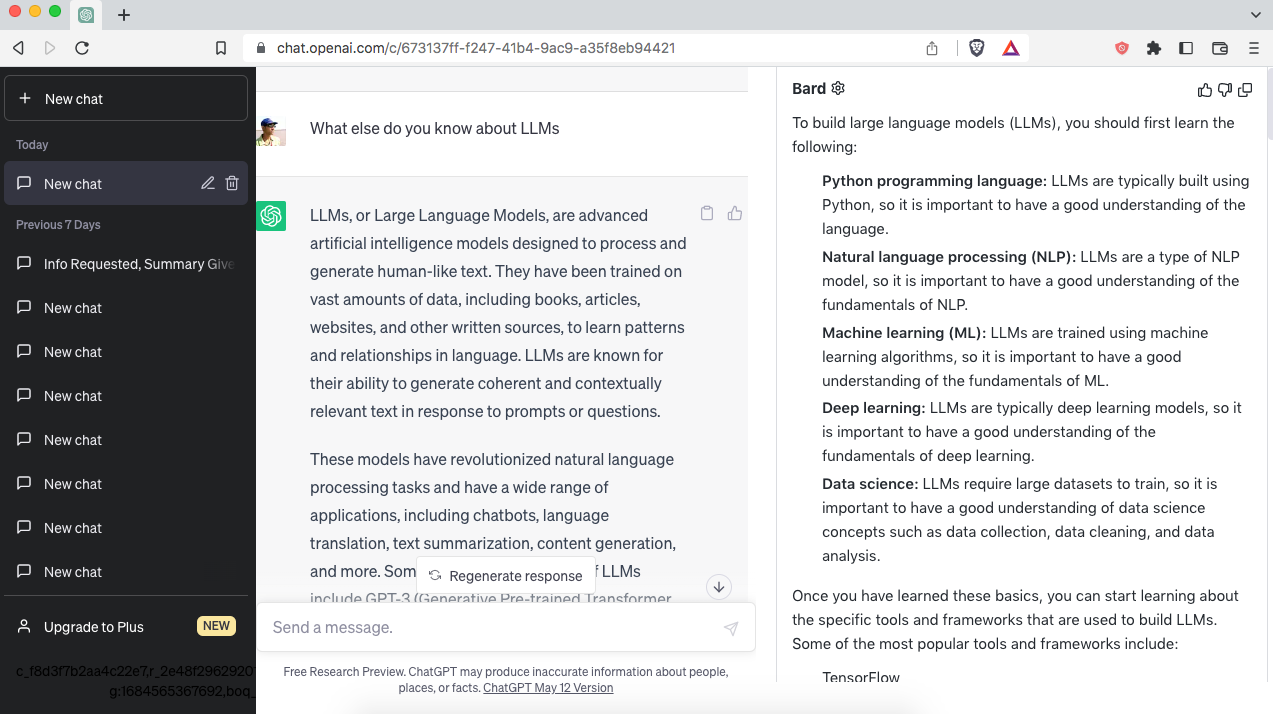 chat.openai.com/c/673137ff-f247-41b4-9ac9-a35f8eb94421
New chat
Today
New chat
Previous 7 Days
Info Requested, Summary Give
New chat
New chat
New chat
New chat
New chat
New chat
New chat
Upgrade to Plus NEW
c_f8d3f7b2aa4c22e7,r_2e48f2962920
g:1684565367692,boq_
What else do you know about LLMs
LLMs, or Large Language Models, are advanced
artificial intelligence models designed to process and
generate human-like text. They have been trained on
vast amounts of data, including books, articles,
websites, and other written sources, to learn patterns
and relationships in language. LLMs are known for
their ability to generate coherent and contextually
relevant text in response to prompts or questions.
These models have revolutionized natural language
processing tasks and have a wide range of
applications, including chatbots, language
translation, text summarization, content generation,
and more. Som f LLMs
Regenerate response
include GPT-3 (Generative Pre-trained Transformer
Send a message.
Free Research Preview. ChatGPT may produce inaccurate information about people,
places, or facts. ChatGPT May 12 Version
Bard
To build large language models (LLMs), you should first learn the
following:
Python programming language: LLMs are typically built using
Python, so it is important to have a good understanding of the
language.
Natural language processing (NLP): LLMs are a type of NLP
model, so it is important to have a good understanding of the
fundamentals of NLP.
Machine learning (ML): LLMs are trained using machine
learning algorithms, so it is important to have a good
understanding of the fundamentals of ML.
Deep learning: LLMs are typically deep learning models, so it
is important to have a good understanding of the
fundamentals of deep learning.
Data science: LLMs require large datasets to train, so it is
important to have a good understanding of data science
concepts such as data collection, data cleaning, and data
analysis.
Once you have learned these basics, you can start learning about
the specific tools and frameworks that are used to build LLMs.
Some of the most popular tools and frameworks include:
TensorFlow